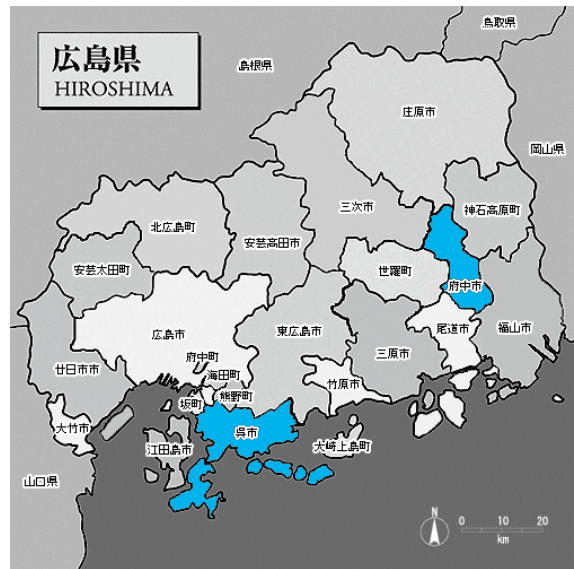 広島県
HIROSHIMA
鳥取県
島根県
岡山県
庄原市
三次市
神石高原町
北広島町
安芸高田市
安芸太田町
世羅町
府中市
広島市
東広島市
尾道市
福山市
府中町
海田町
三原市
廿日市市
熊野町
竹原市
坂町
大竹市
呉市
江田島市
大崎上島町
山口県
N
0 10 20
km